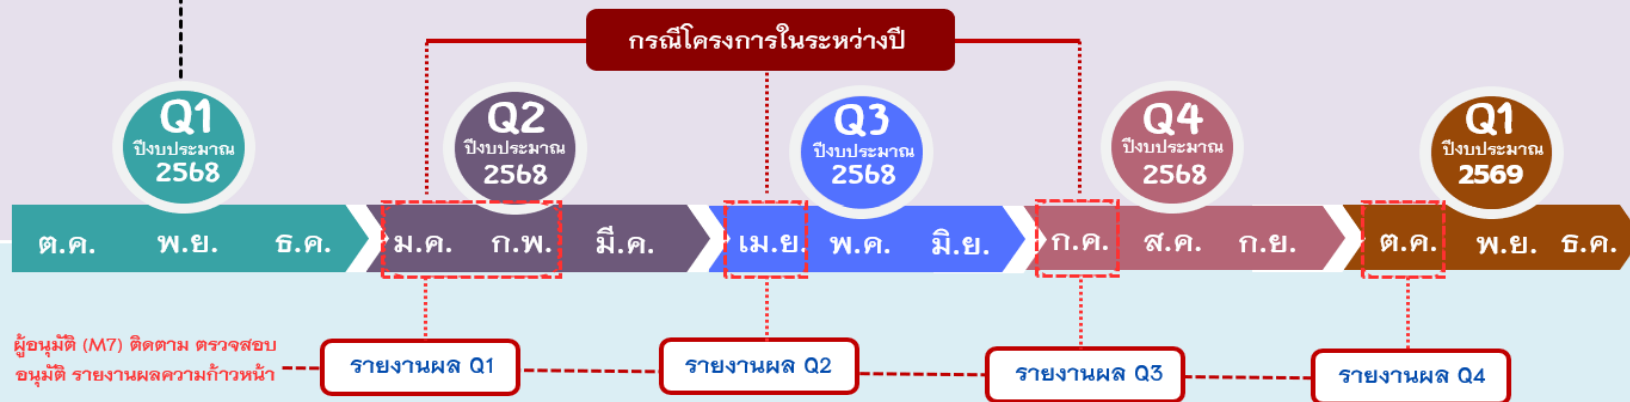 กรณีโครงการในระหว่างปี
Q1
ปีงบประมาณ
2568
Q2
ปีงบประมาณ
2568
Q3
ปีงบประมาณ
2568
Q4
ปีงบประมาณ
2568
Q1
ปีงบประมาณ
2569
ต.ค. พ.ย. ธ.ค. ม.ค. ก.พ. มี.ค. เม.ย. พ.ค. มิ.ย. ก.ค. ส.ค. ก.ย. ต.ค. พ.ย. ธ.ค.
ผู้อนุมัติ (M7) ติดตาม ตรวจสอบ
อนุมัติ รายงานผลความก้าวหน้า
รายงานผล Q1
รายงานผล Q2
รายงานผล Q3
รายงานผล Q4